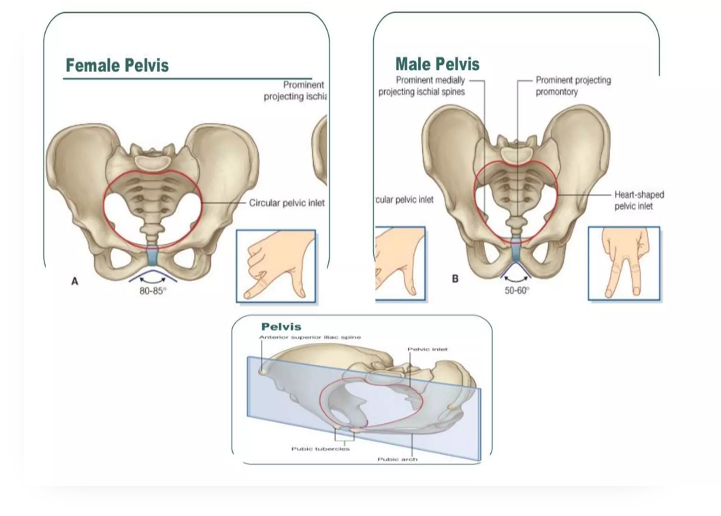 Female Pelvis
Prominent
projecting ischia
Circular pelvic inlet
A
80-85°
Male Pelvis
Prominent medially
projecting ischial spines
Prominent projecting
promontory
cular pelvic inlet
Heart-shaped
pelvic inlet
B
50-60°
Pelvis
Anterior superior iliac spine
Pelvic inlet
Pubic tubercles
Pubic arch